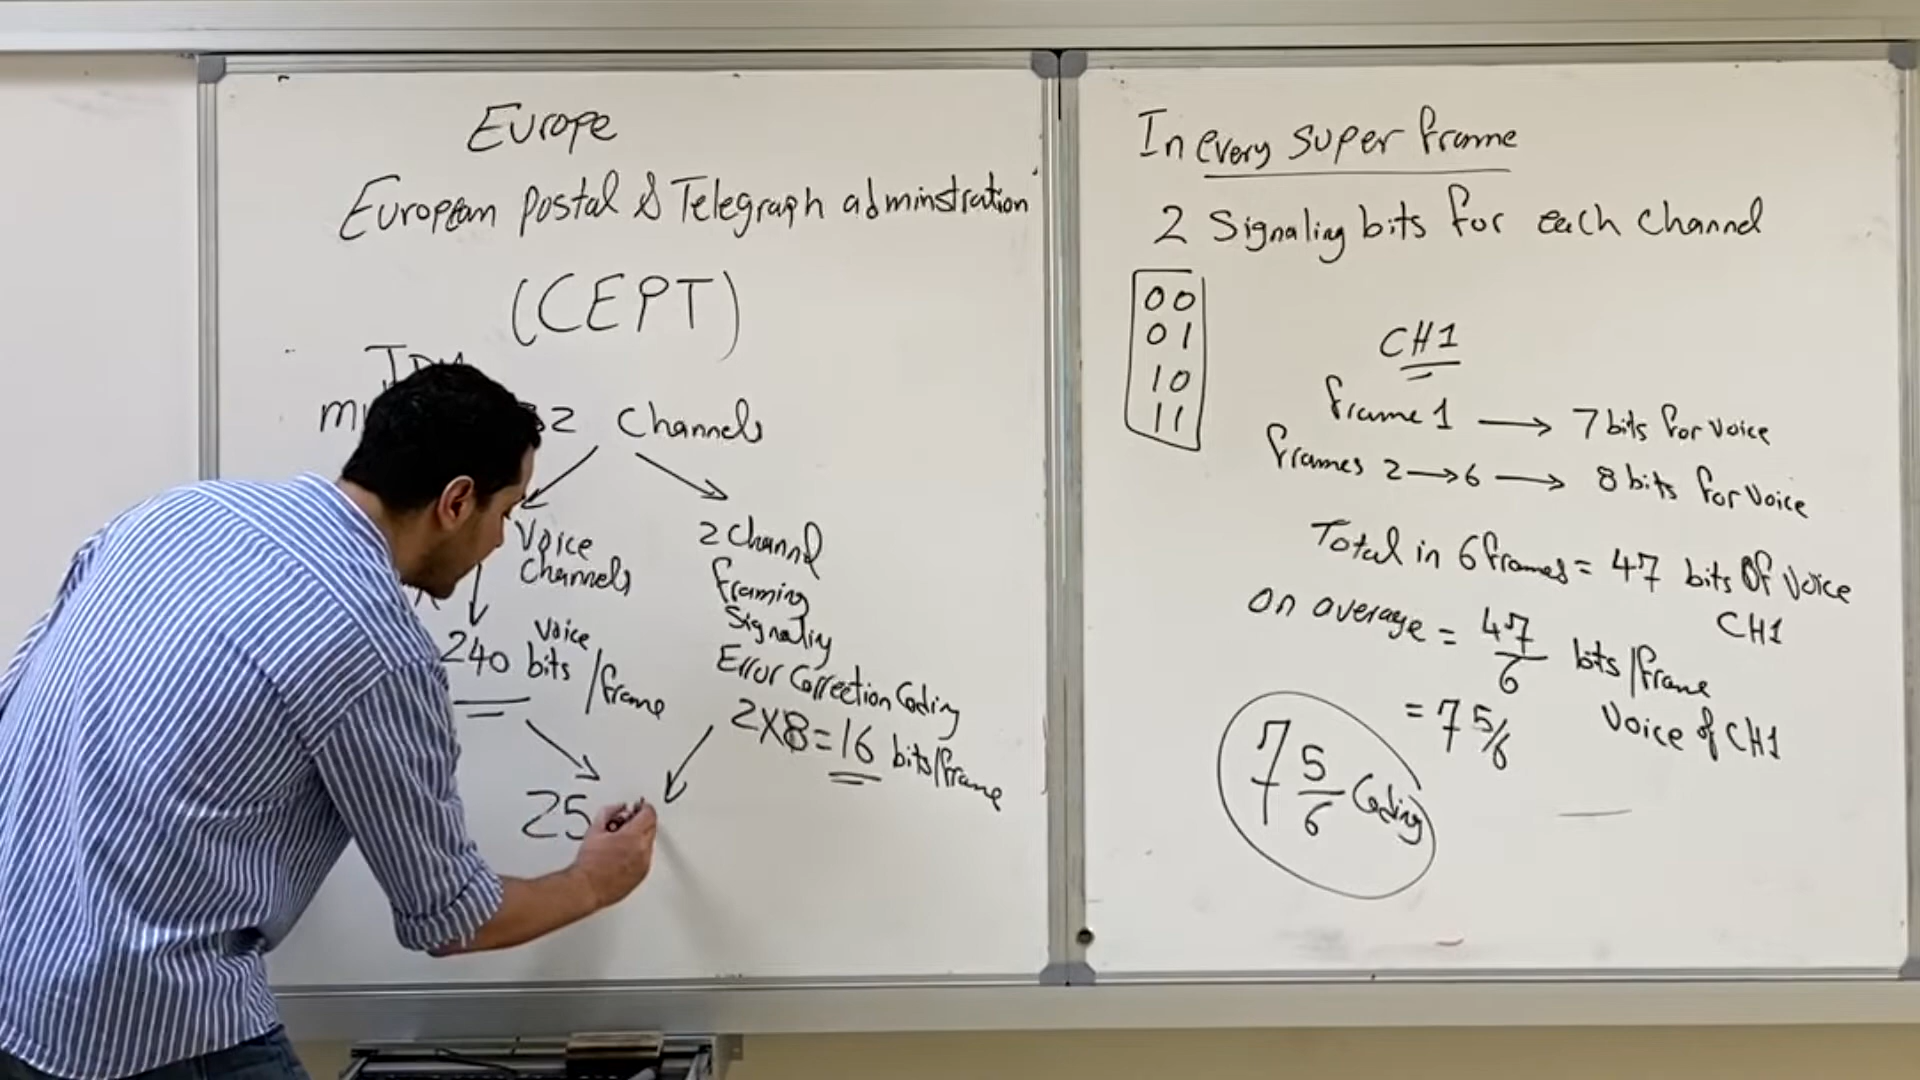 Europe
European Postal & Telegraph adminstration
(CEPT)
32 Channels
Voice
Channels
240 Voice bits / frame
2 Channel
framing
Signaling
Error Correction Coding
2X8=16 bits/frame
25
In every super frame
2 Signaling bits for each channel
00
01
10
11
CH1
frame 1 → 7 bits for voice
frames 2→6 → 8 bits for voice
Total in 6 frames = 47 bits of voice
CH1
on average = 47/6 bits/frame
= 7 5/6 Voice of CH1
7 5/6 Coding